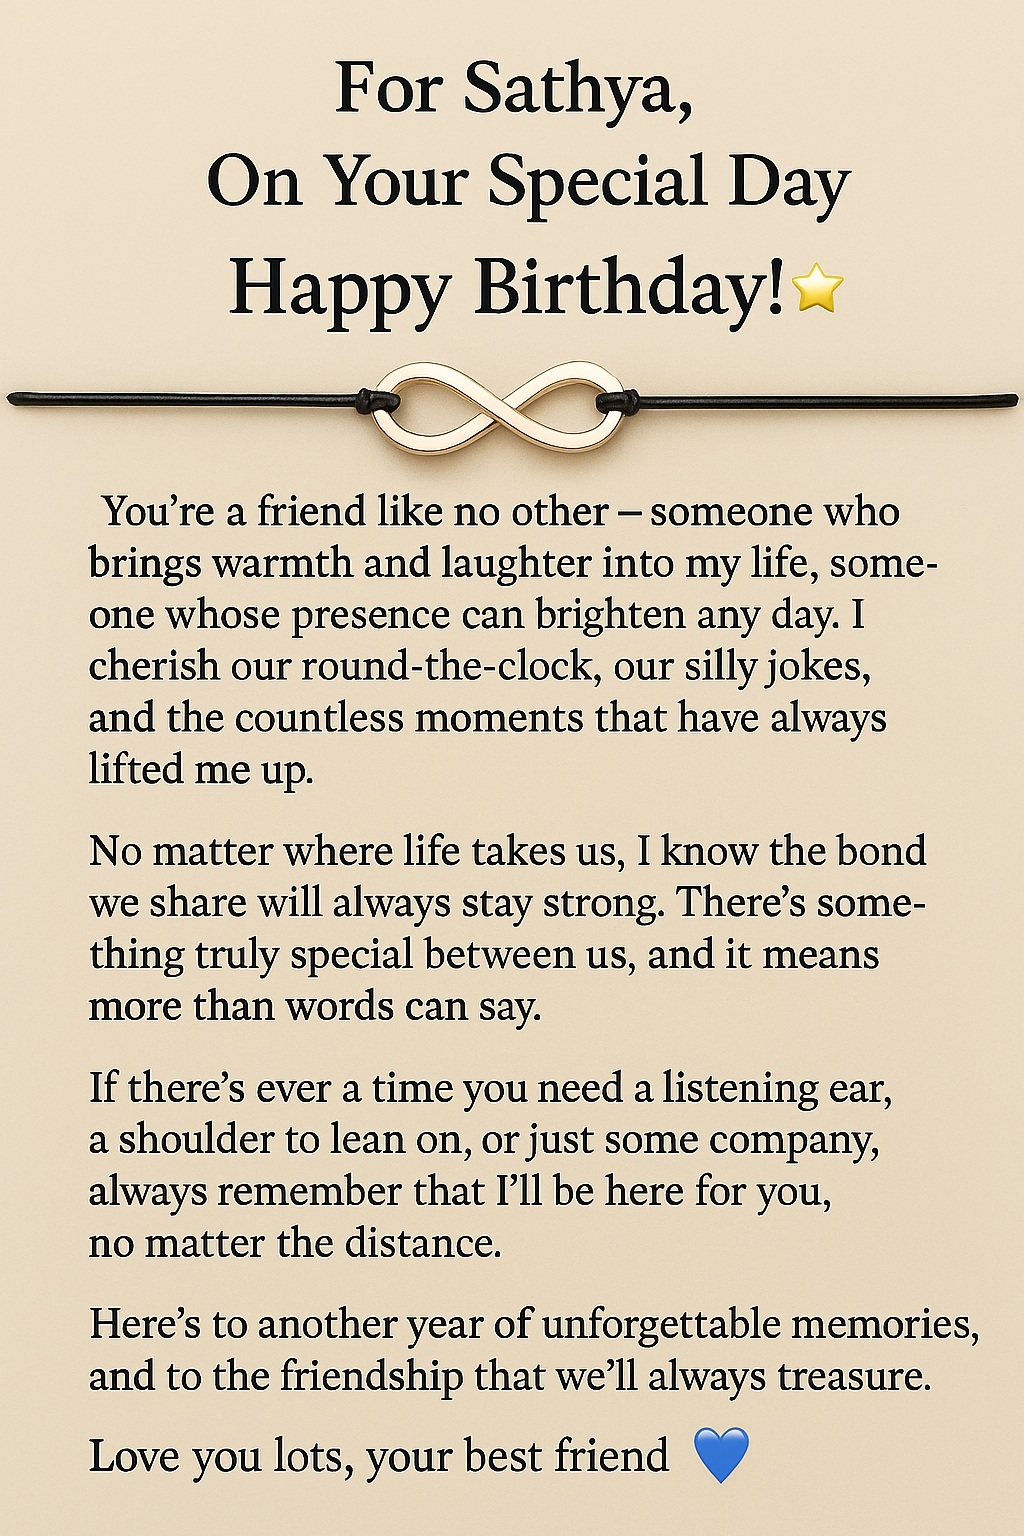 For Sathya,
On Your Special Day
Happy Birthday!⭐
You’re a friend like no other – someone who
brings warmth and laughter into my life, some-
one whose presence can brighten any day. I
cherish our round-the-clock, our silly jokes,
and the countless moments that have always
lifted me up.
No matter where life takes us, I know the bond
we share will always stay strong. There’s some-
thing truly special between us, and it means
more than words can say.
If there’s ever a time you need a listening ear,
a shoulder to lean on, or just some company,
always remember that I’ll be here for you,
no matter the distance.
Here’s to another year of unforgettable memories,
and to the friendship that we’ll always treasure.
Love you lots, your best friend 💙